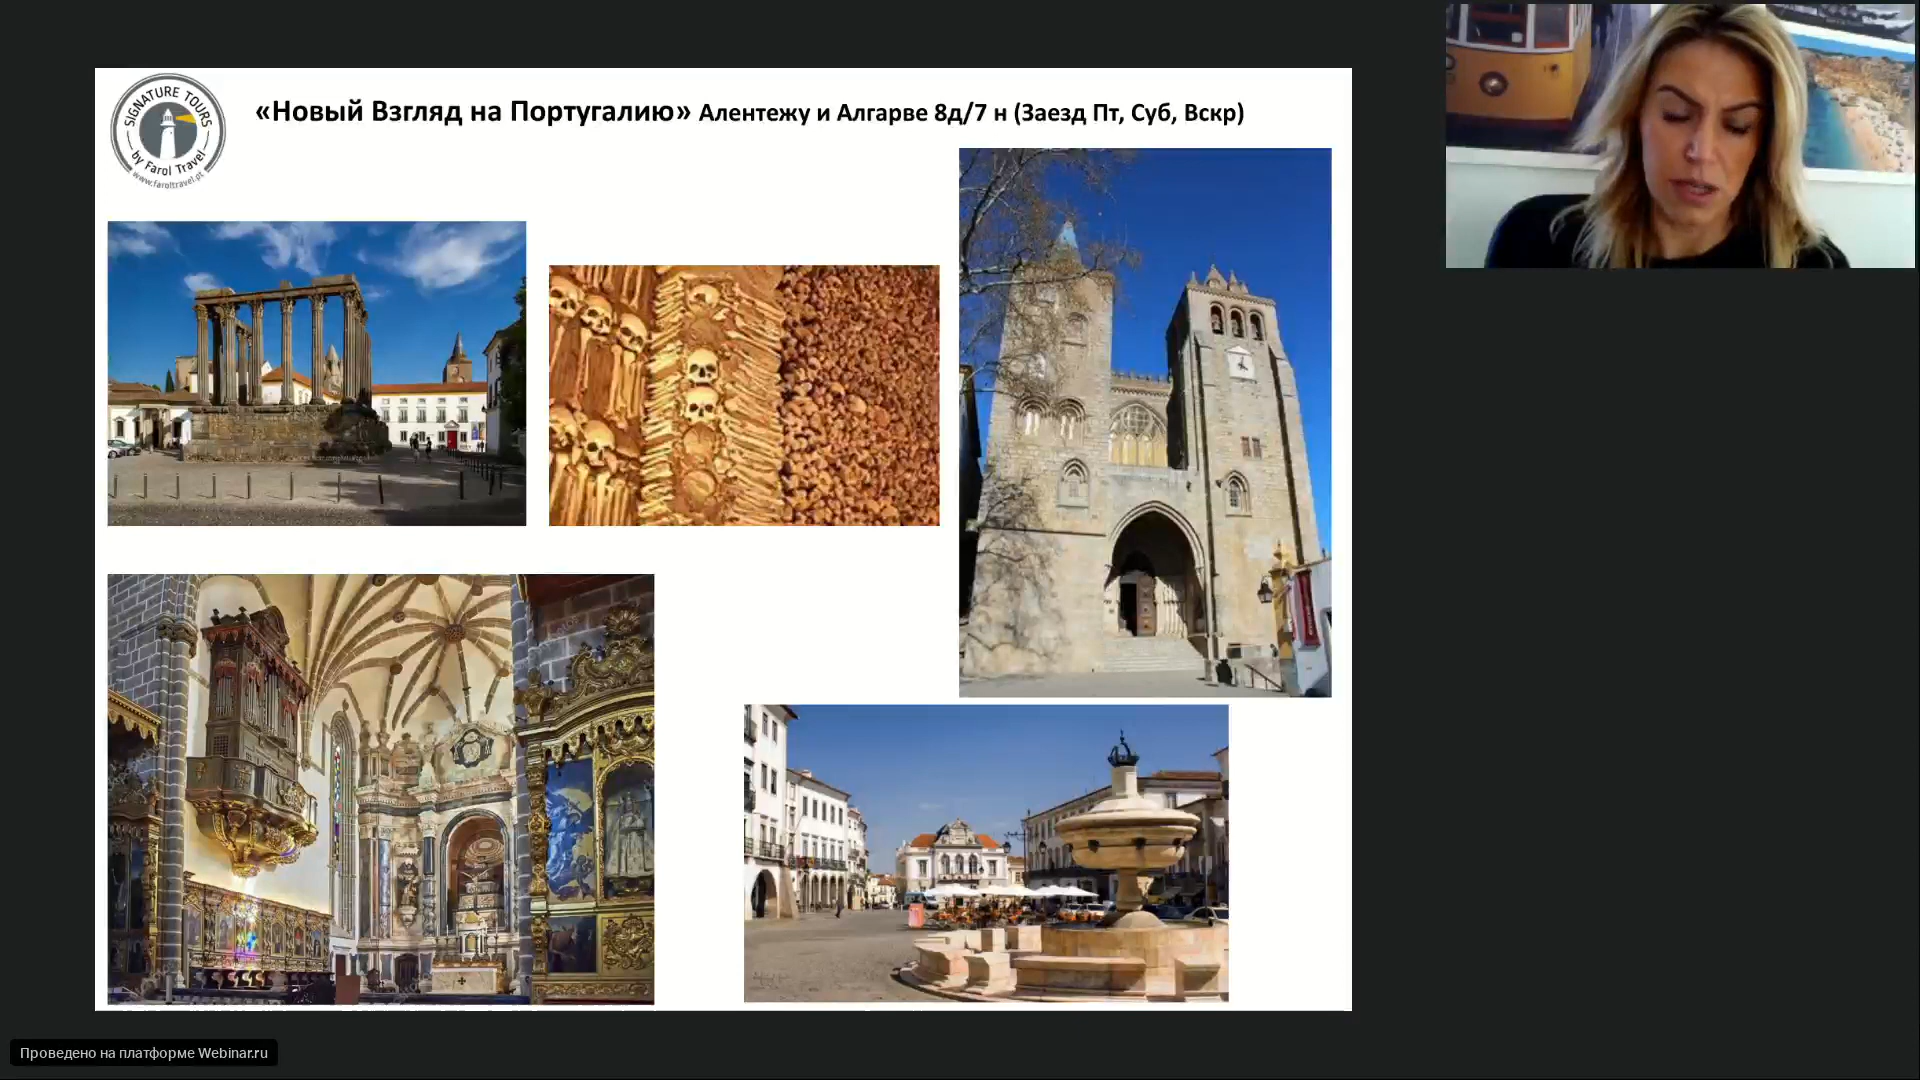 SIGNATURE TOURS
by Farol Travel
www.faroltravel.pt
«Новый Взгляд на Португалию» Алентежу и Алгарве 8д/7 н (Заезд Пт, Суб, Вскр)
Проведено на платформе Webinar.ru